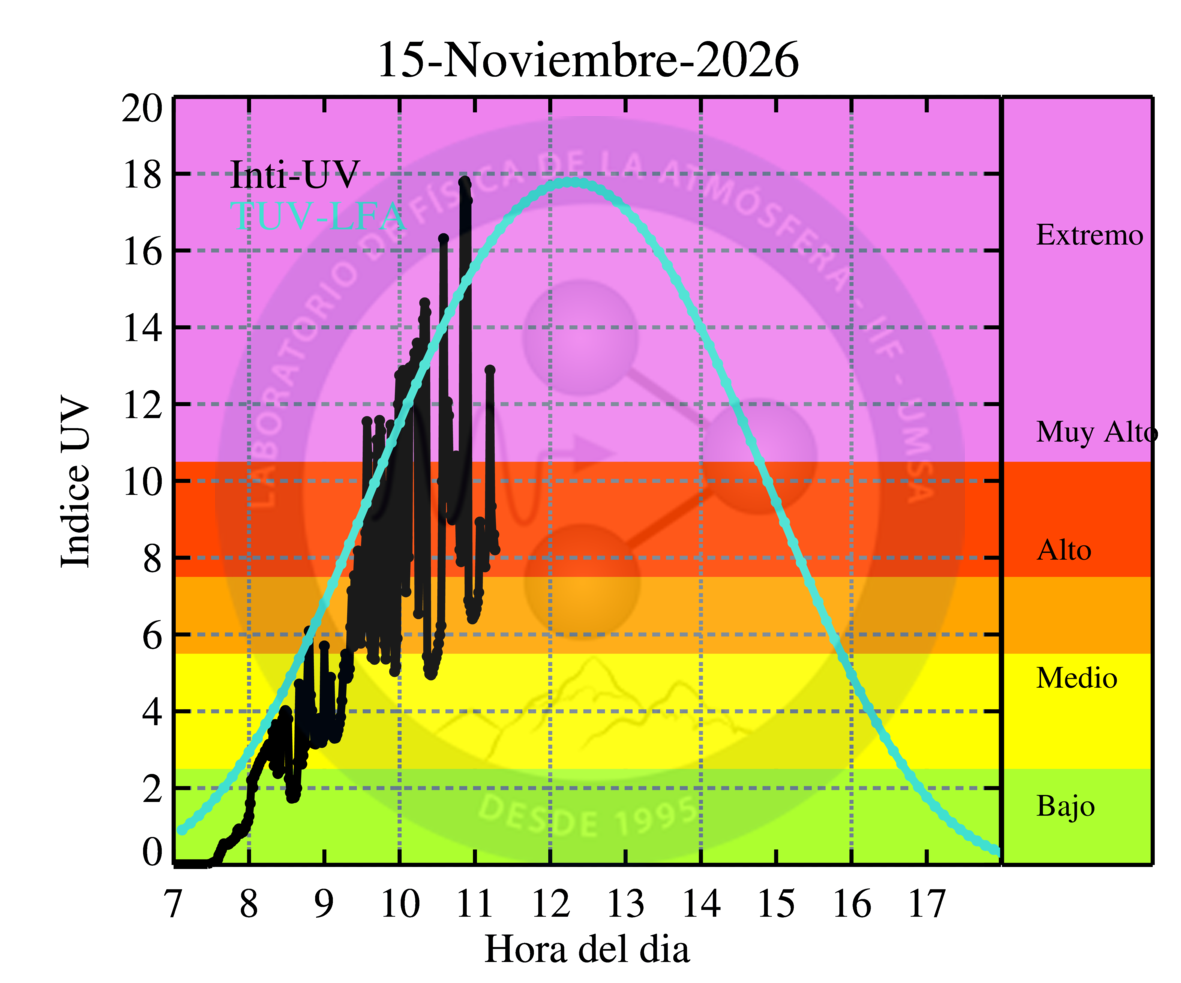 15-Noviembre-2026
20
18
16
14
12
10
8
6
4
2
0
Indice UV
Inti-UV
TUV-LFA
LABORATORIO DE FÍSICA DE LA ATMÓSFERA - IIF - UMSA
DESDE 1995
Extremo
Muy Alto
Alto
Medio
Bajo
7 8 9 10 11 12 13 14 15 16 17
Hora del dia